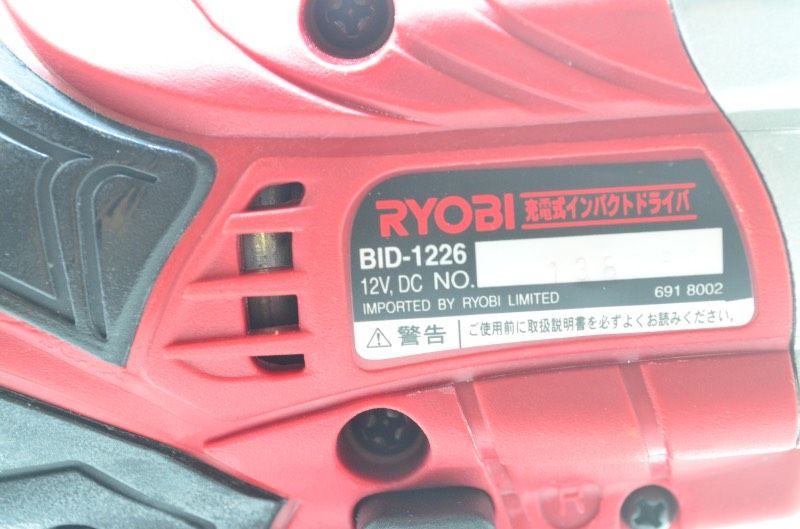 RYOBI 充電式インパクトドライバ
BID-1226
12V, DC NO. 136
IMPORTED BY RYOBI LIMITED 691 8002
警告 ご使用前に取扱説明書を必ずよくお読みください。
R